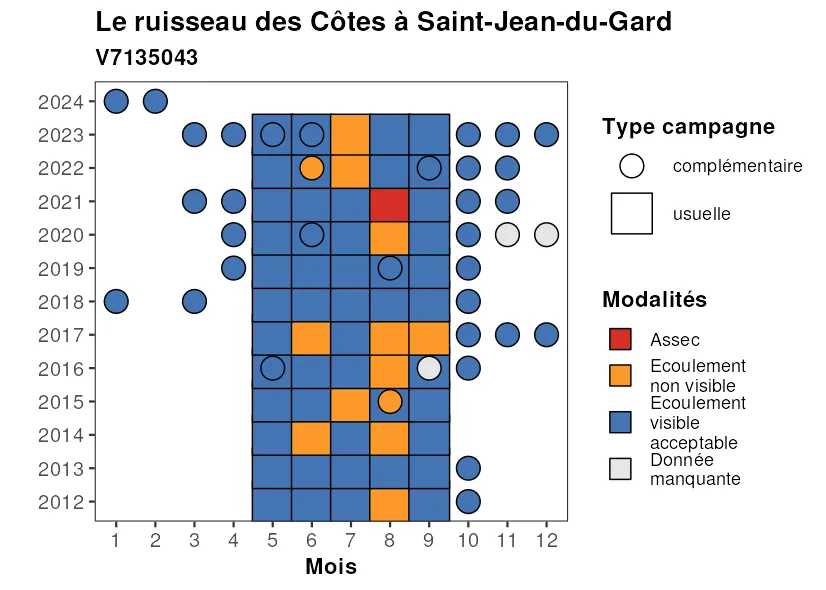 Le ruisseau des Côtes à Saint-Jean-du-Gard
V7135043
2024
2023
2022
2021
2020
2019
2018
2017
2016
2015
2014
2013
2012
1 2 3 4 5 6 7 8 9 10 11 12
Mois
Type campagne
complémentaire
usuelle
Modalités
Assec
Ecoulement
non visible
Ecoulement
visible
acceptable
Donnée
manquante